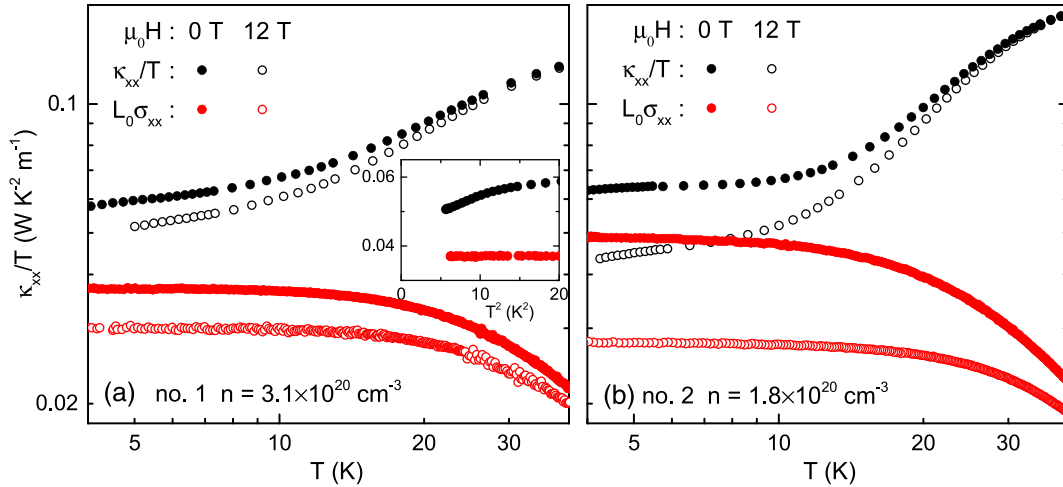 μ₀H : 0 T 12 T
κₓₓ/T :
L₀σₓₓ :
κₓₓ/T (W K⁻² m⁻¹)
0.1
0.02
0.06
0.04
0 10 20
T² (K²)
(a) no. 1 n = 3.1×10²⁰ cm⁻³
5 10 20 30
T (K)
μ₀H : 0 T 12 T
κₓₓ/T :
L₀σₓₓ :
(b) no. 2 n = 1.8×10²⁰ cm⁻³
5 10 20 30
T (K)